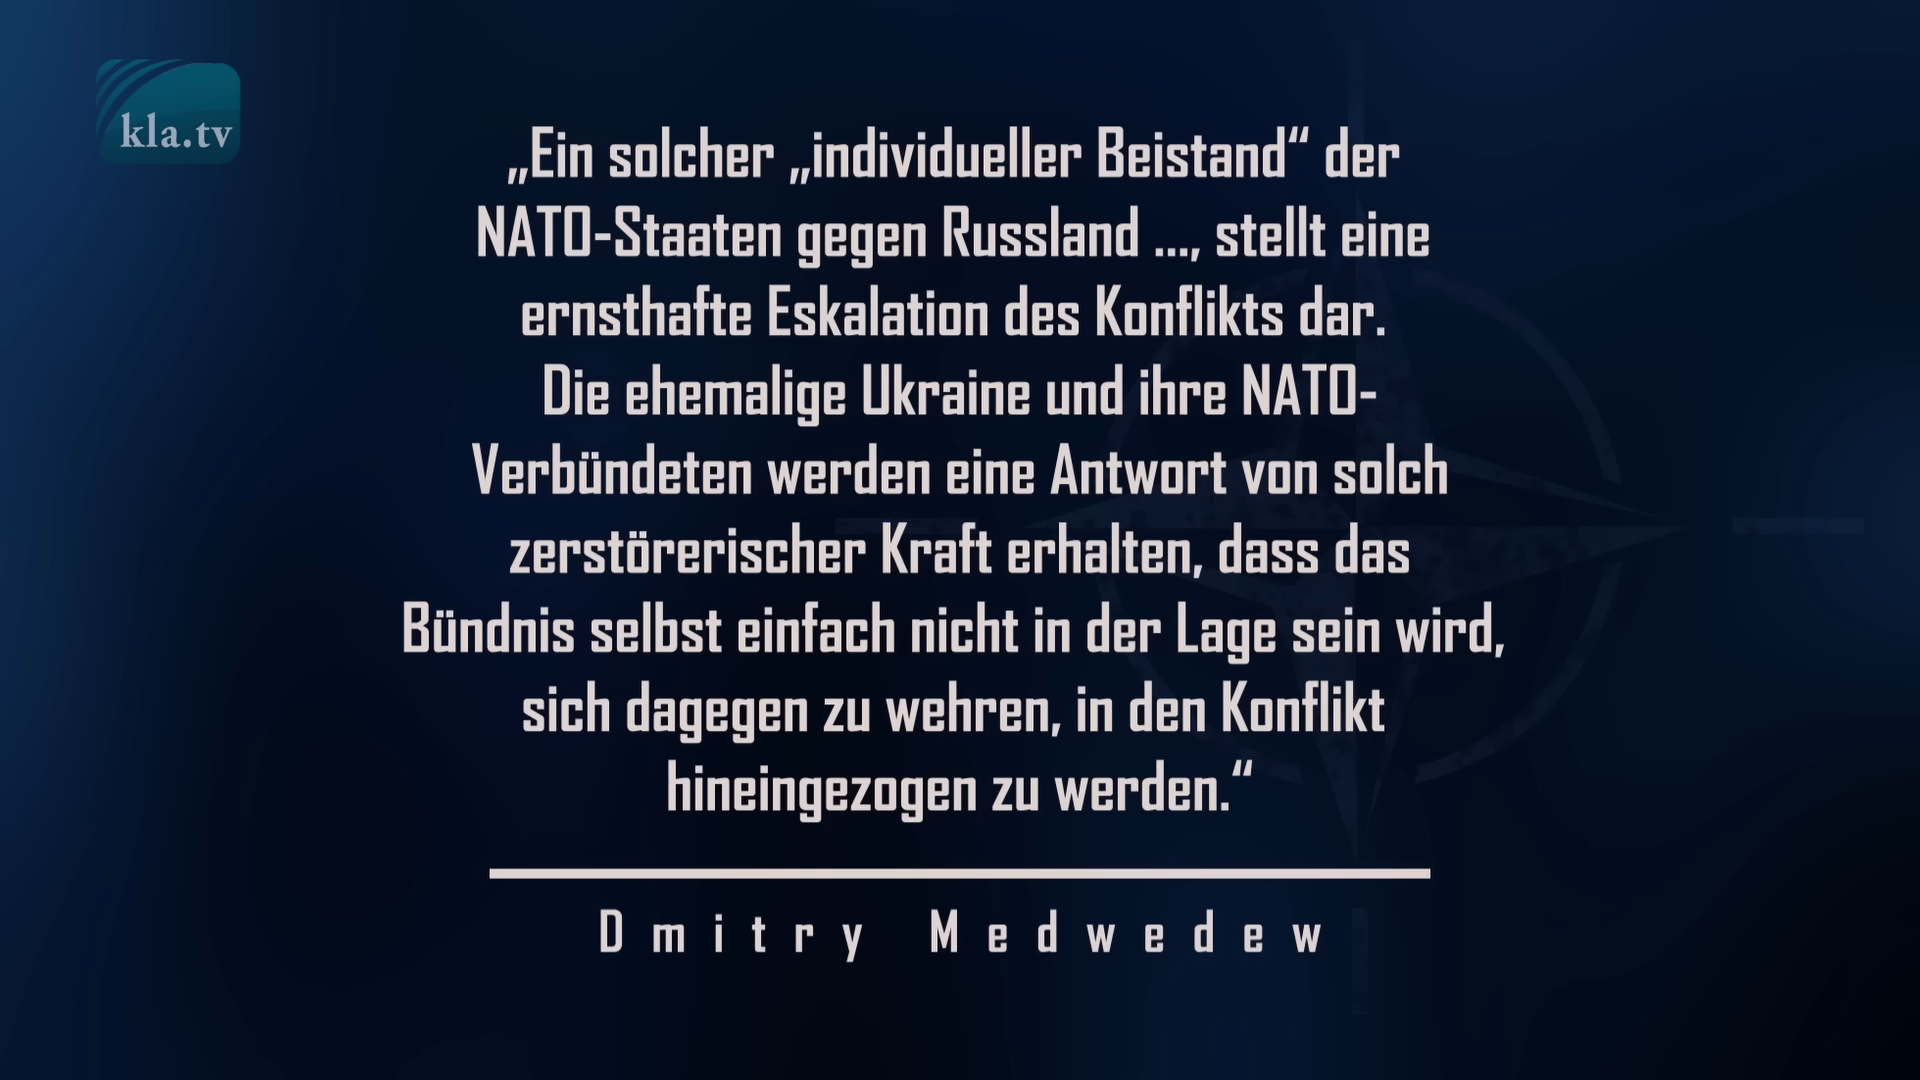 kla.tv
„Ein solcher „individueller Beistand“ der
NATO-Staaten gegen Russland ..., stellt eine
ernsthafte Eskalation des Konflikts dar.
Die ehemalige Ukraine und ihre NATO-
Verbündeten werden eine Antwort von solch
zerstörerischer Kraft erhalten, dass das
Bündnis selbst einfach nicht in der Lage sein wird,
sich dagegen zu wehren, in den Konflikt
hineingezogen zu werden.“
Dmitry Medwedew